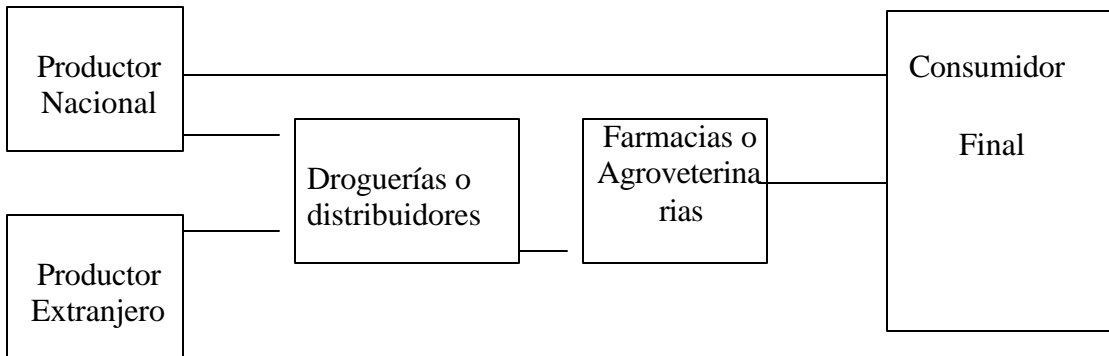 Productor
Nacional
Consumidor
Final
Droguerías o
distribuidores
Farmacias o
Agroveterina
rias
Productor
Extranjero